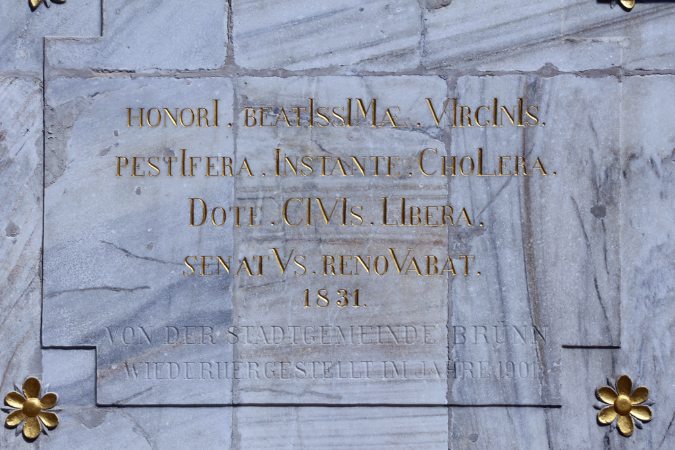 HONORI . BEATIssIMÆ . VIrcINIs.
PESTIFERA . INSTANTE . ChoLERA.
DOTE . CIVIs . LIBERA,
SENATVS . RENOVABAT.
1831.
VON DER STADTGEMEINDE BRÜNN
WIEDERHERGESTELLT IM JAHRE 1901